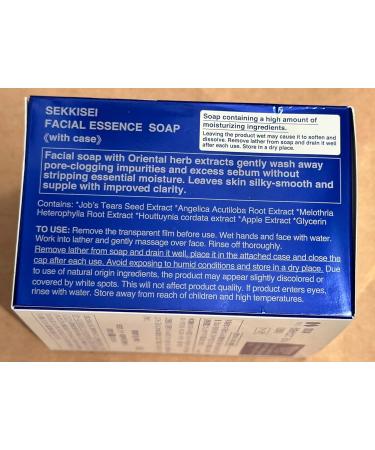 SEKKISEI
FACIAL ESSENCE SOAP
《with case》
Soap containing a high amount of
moisturizing ingredients.
Leaving the product wet may cause it to soften and
dissolve. Remove lather from soap and drain it well
after each use. Store in a dry place.
Facial soap with Oriental herb extracts gently wash away
pore-clogging impurities and excess sebum without
stripping essential moisture. Leaves skin silky-smooth and
supple with improved clarity.
Contains: *Job's Tears Seed Extract *Angelica Acutiloba Root Extract *Melothria
Heterophylla Root Extract *Houttuynia cordata extract *Apple Extract *Glycerin
TO USE: Remove the transparent film before use. Wet hands and face with water.
Work into lather and gently massage over face. Rinse off thoroughly.
Remove lather from soap and drain it well, place it in the attached case and close the
cap after each use. Avoid exposing to humid conditions and store in a dry place. Due
to use of natural origin ingredients, the product may appear slightly discolored or
covered by white spots. This will not affect product quality. If product enters eyes,
rinse with water. Store away from reach of children and high temperatures.